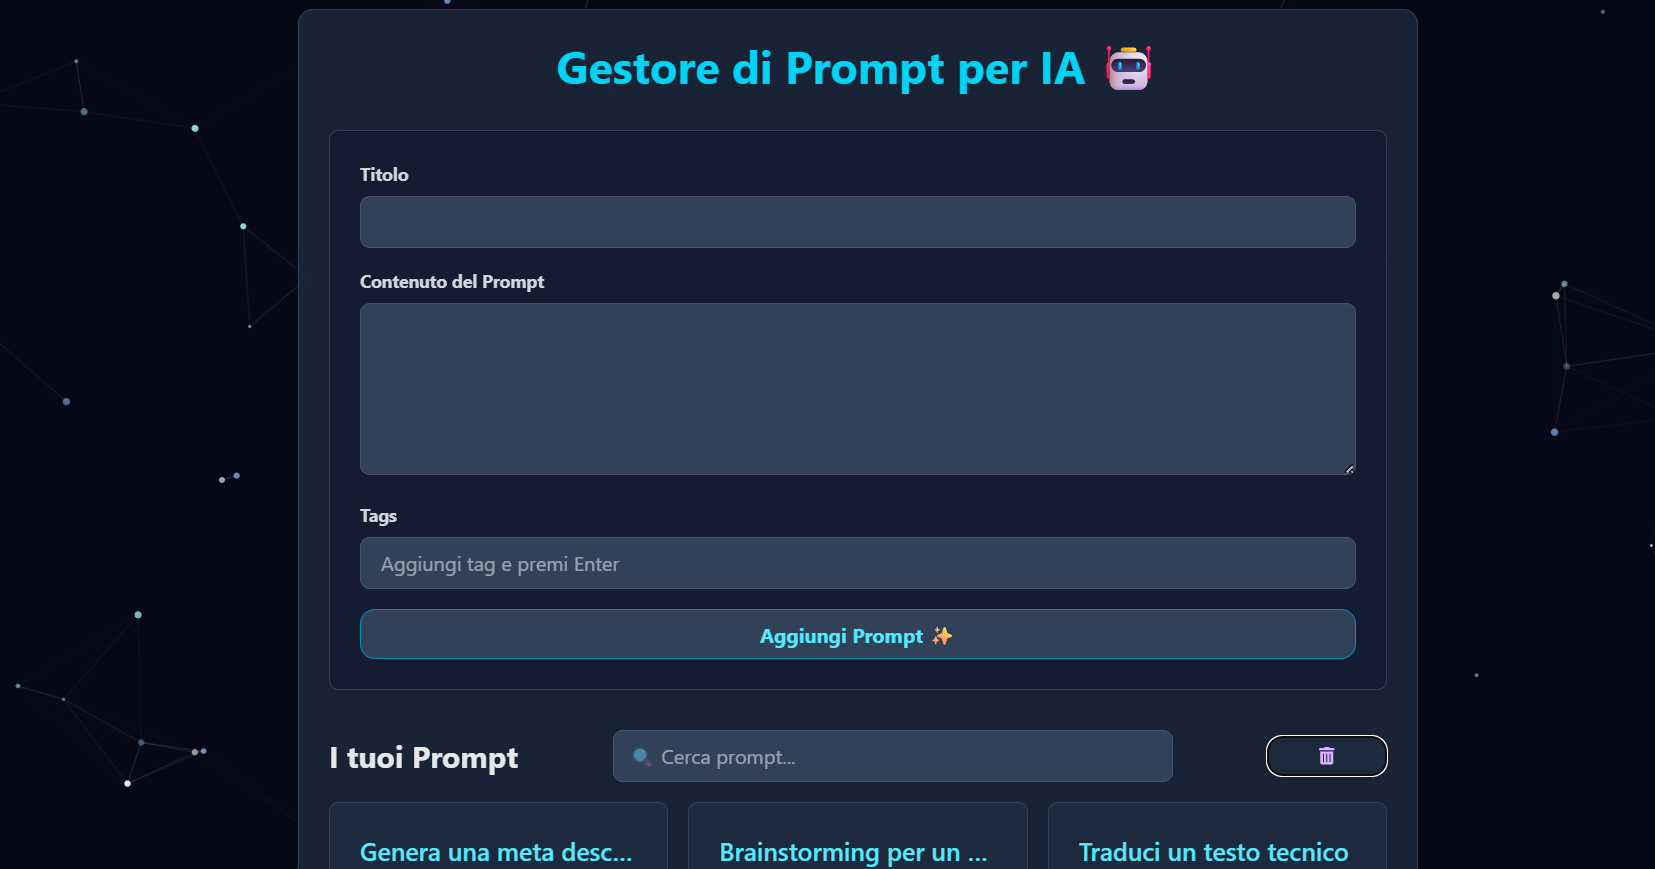 Gestore di Prompt per IA 🤖
Titolo
Contenuto del Prompt
Tags
Aggiungi tag e premi Enter
Aggiungi Prompt ✨
I tuoi Prompt
🔍 Cerca prompt...
Genera una meta desc...
Brainstorming per un ...
Traduci un testo tecnico